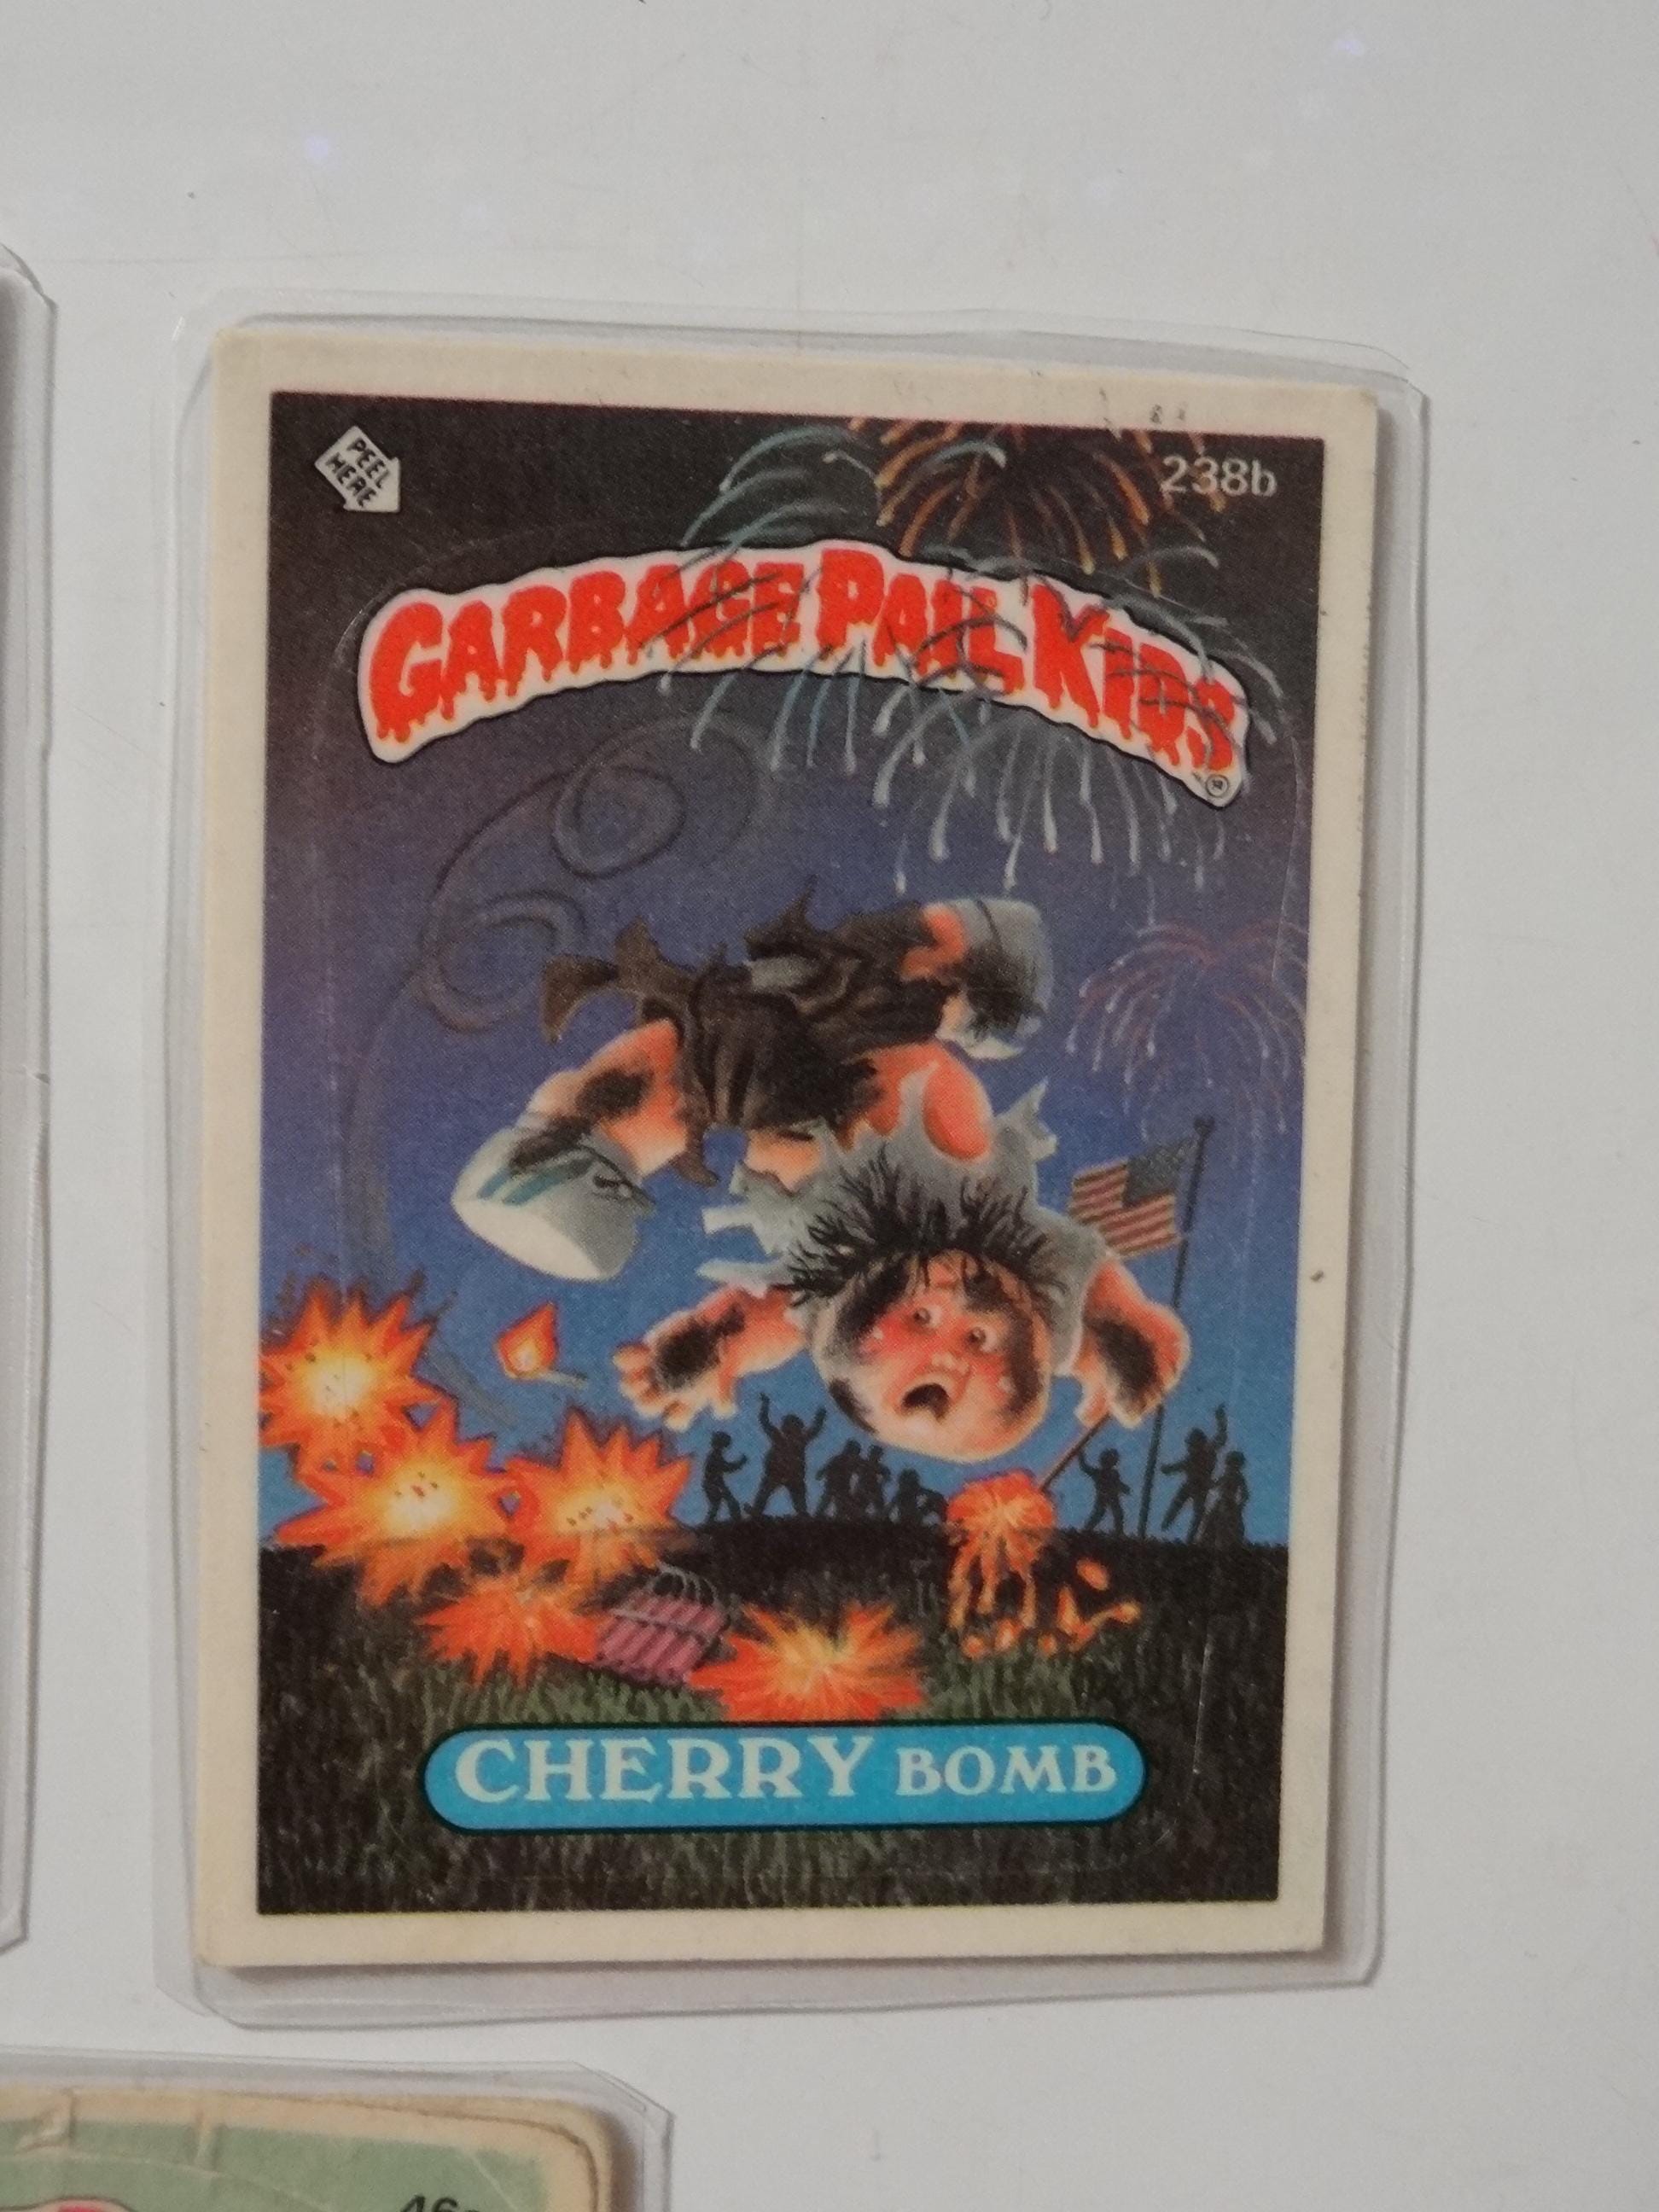 PEEL
HERE
238b
GARBAGE PAIL KIDS
®
CHERRY BOMB